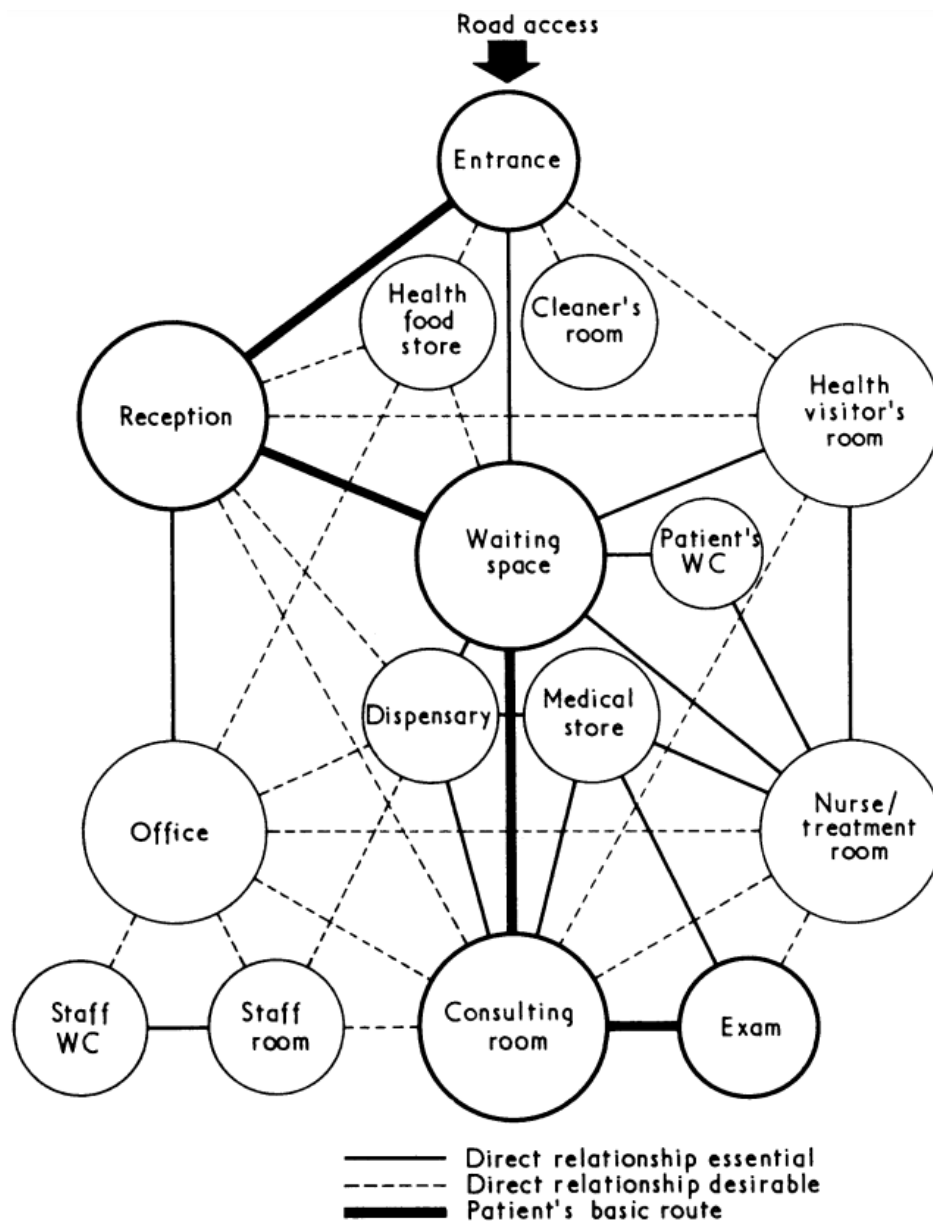 Road access
Entrance
Health
food
store
Cleaner's
room
Reception
Health
visitor's
room
Waiting
space
Patient's
WC
Dispensary
Medical
store
Office
Nurse/
treatment
room
Staff
WC
Staff
room
Consulting
room
Exam
Direct relationship essential
Direct relationship desirable
Patient's basic route